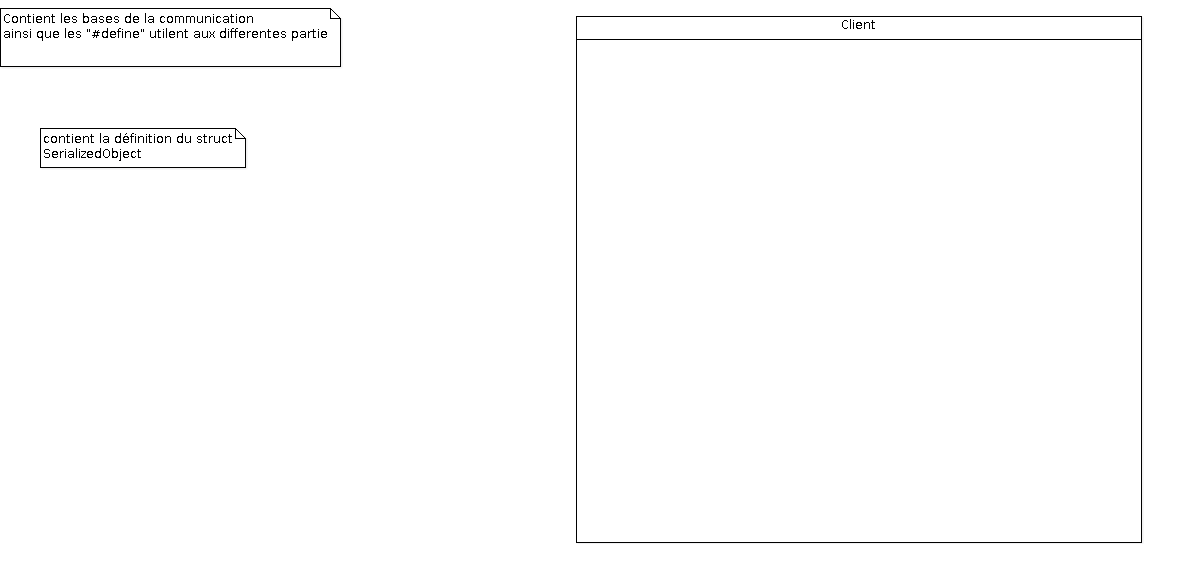 Contient les bases de la communication
ainsi que les "#define" utilent aux differentes partie
contient la définition du struct
SerializedObject
Client